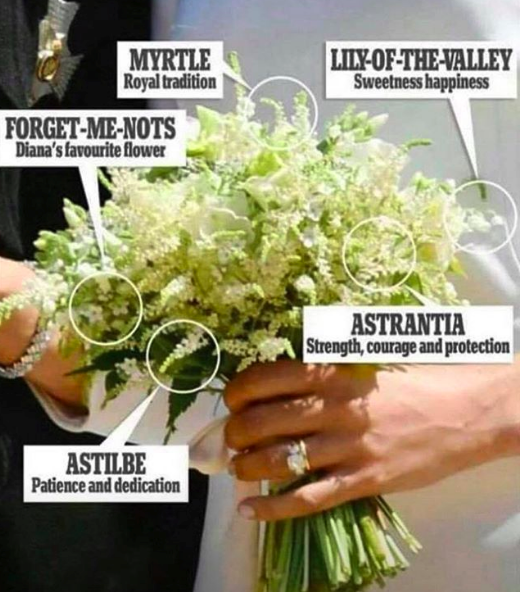 MYRTLE
Royal tradition
LILY-OF-THE-VALLEY
Sweetness happiness
FORGET-ME-NOTS
Diana's favourite flower
ASTRANTIA
Strength, courage and protection
ASTILBE
Patience and dedication